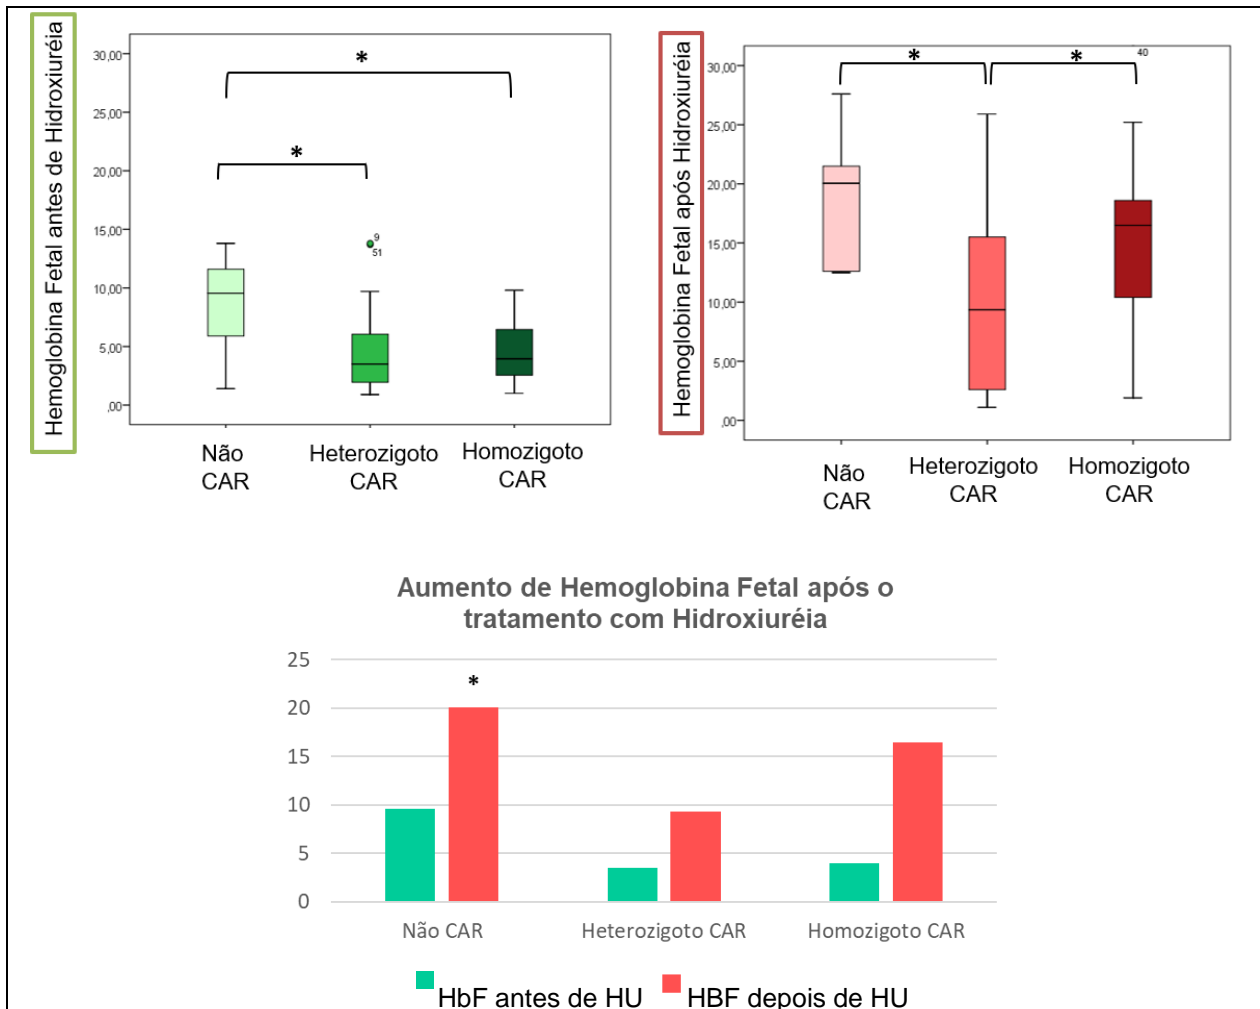 Hemoglobina Fetal antes de Hidroxiuréia
30,00
25,00
20,00
15,00
10,00
5,00
,00
*
*
9
51
Não
CAR
Heterozigoto
CAR
Homozigoto
CAR
Hemoglobina Fetal após Hidroxiuréia
30,00
25,00
20,00
15,00
10,00
5,00
,00
*
*
40
Não
CAR
Heterozigoto
CAR
Homozigoto
CAR
Aumento de Hemoglobina Fetal após o
tratamento com Hidroxiuréia
25
20
15
10
5
0
*
Não CAR
Heterozigoto CAR
Homozigoto CAR
HbF antes de HU
HBF depois de HU